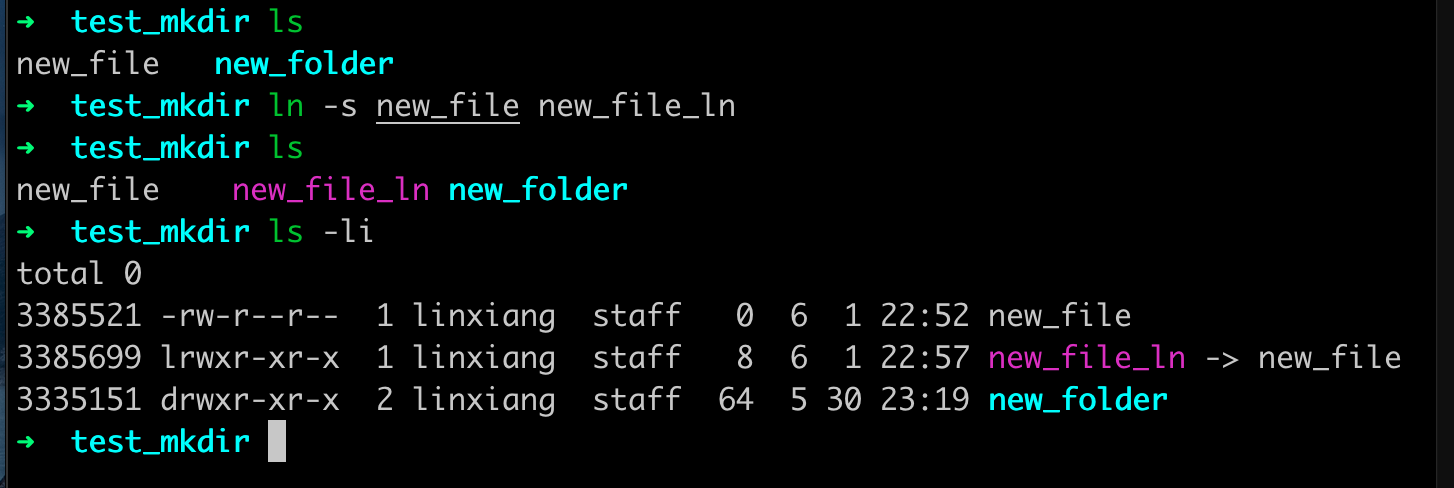 ➜  test_mkdir ls
new_file   new_folder
➜  test_mkdir ln -s new_file new_file_ln
➜  test_mkdir ls
new_file    new_file_ln new_folder
➜  test_mkdir ls -li
total 0
3385521 -rw-r--r--  1 linxiang  staff   0  6  1 22:52 new_file
3385699 lrwxr-xr-x  1 linxiang  staff   8  6  1 22:57 new_file_ln -> new_file
3335151 drwxr-xr-x  2 linxiang  staff  64  5 30 23:19 new_folder
➜  test_mkdir